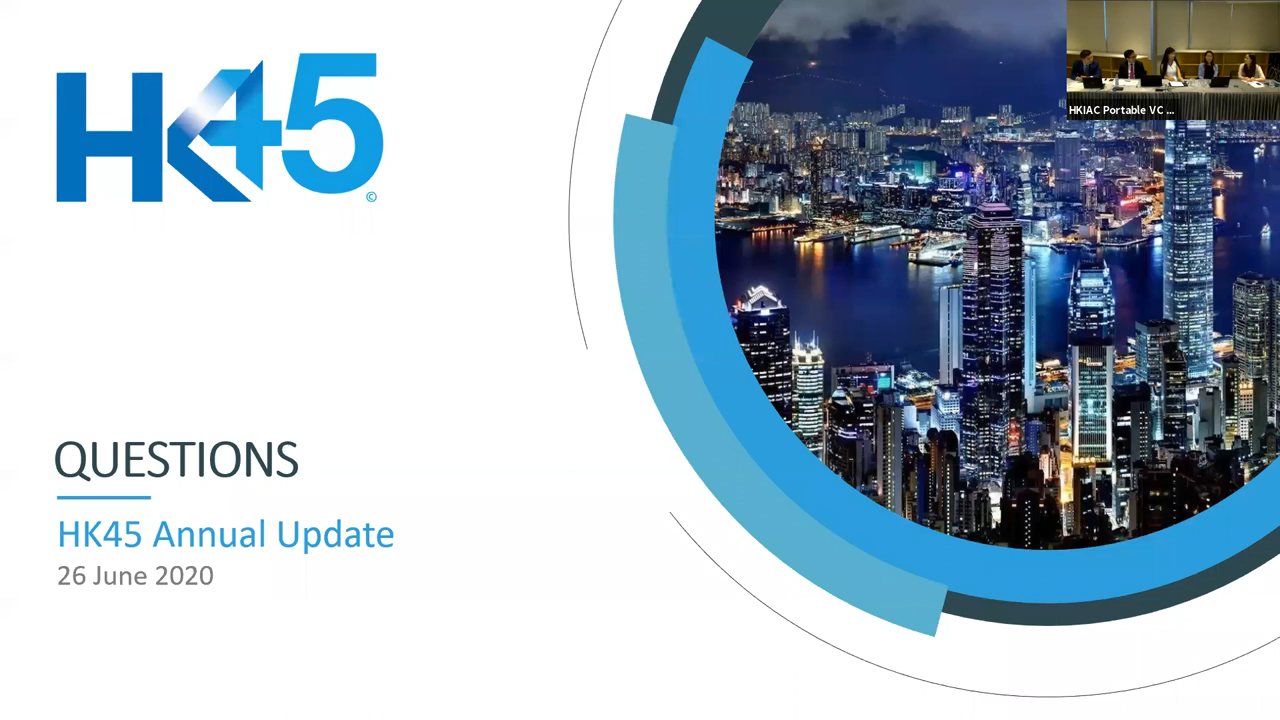 HK45
©
HKIAC Portable VC ...
QUESTIONS
HK45 Annual Update
26 June 2020